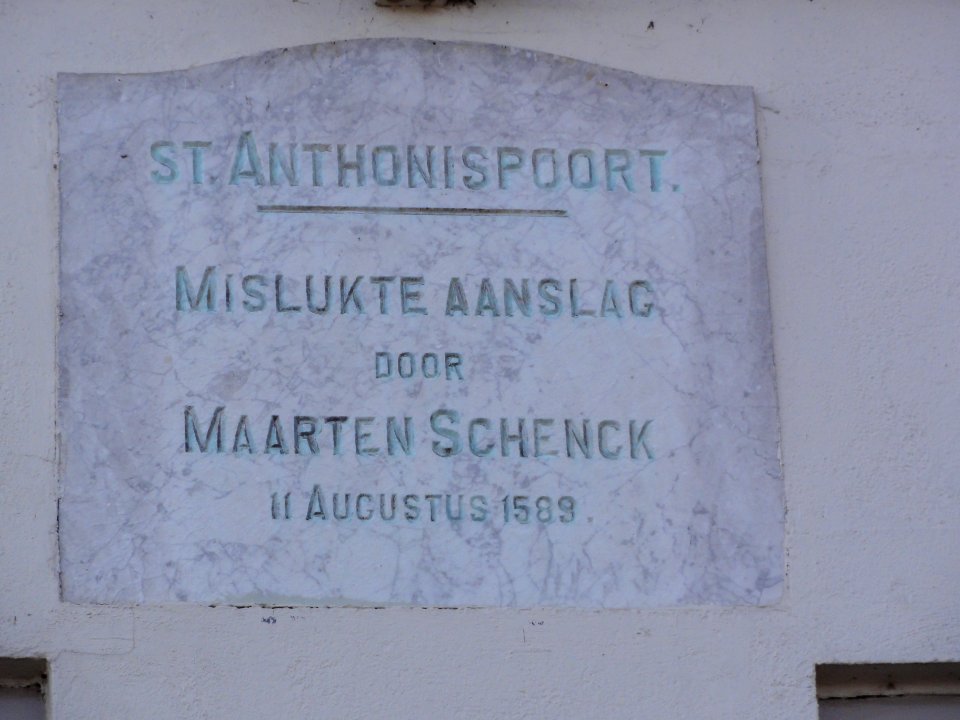 ST. ANTHONISPOORT.
MISLUKTE AANSLAG
DOOR
MAARTEN SCHENCK
11 AUGUSTUS 1589